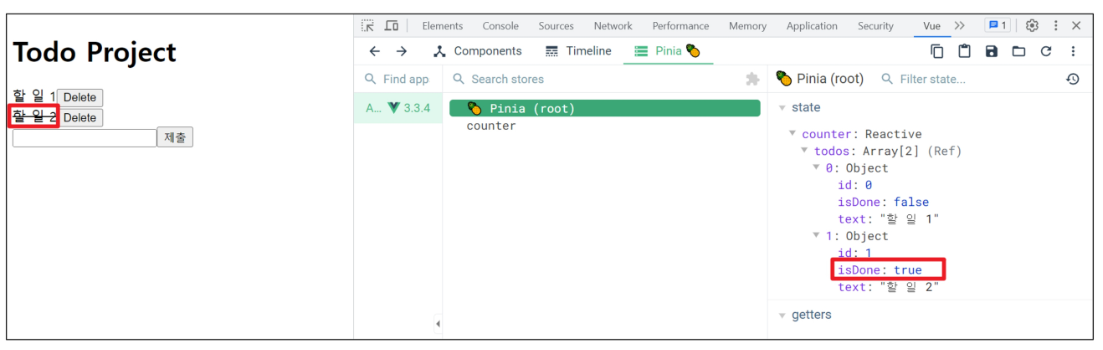 Todo Project
할 일 1 Delete
할 일 2 Delete
제출
Elements Console Sources Network Performance Memory Application Security Vue >> 1
Components Timeline Pinia
Find app Search stores Pinia (root) Filter state...
A... 3.3.4 Pinia (root)
counter
state
counter: Reactive
todos: Array[2] (Ref)
0: Object
id: 0
isDone: false
text: "할 일 1"
1: Object
id: 1
isDone: true
text: "할 일 2"
getters